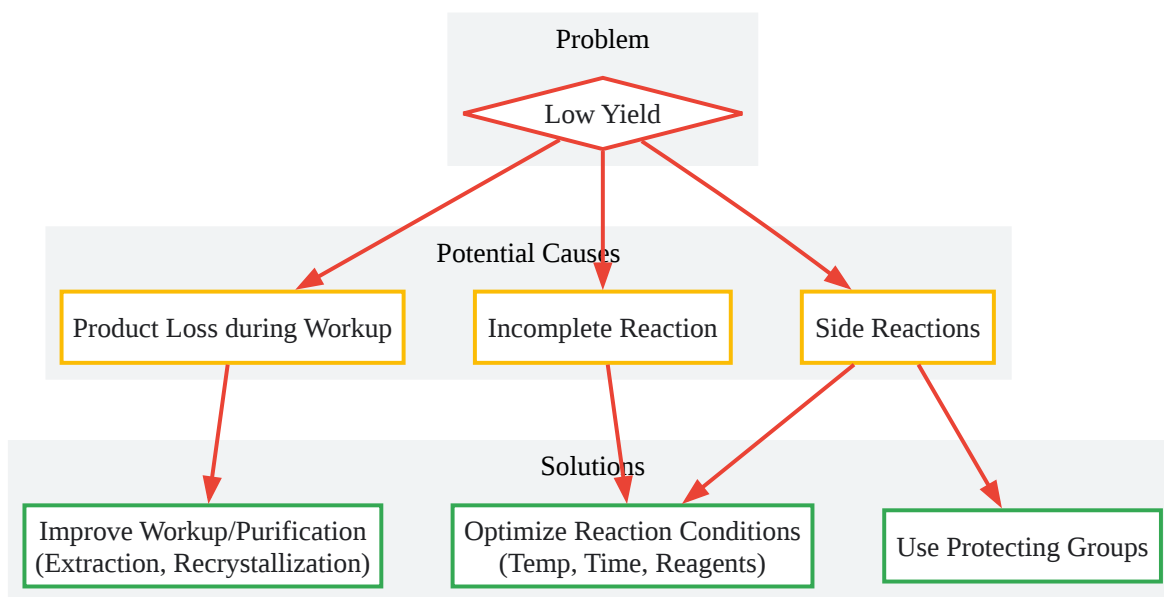 Problem
Low Yield
Potential Causes
Product Loss during Workup
Incomplete Reaction
Side Reactions
Solutions
Improve Workup/Purification
(Extraction, Recrystallization)
Optimize Reaction Conditions
(Temp, Time, Reagents)
Use Protecting Groups